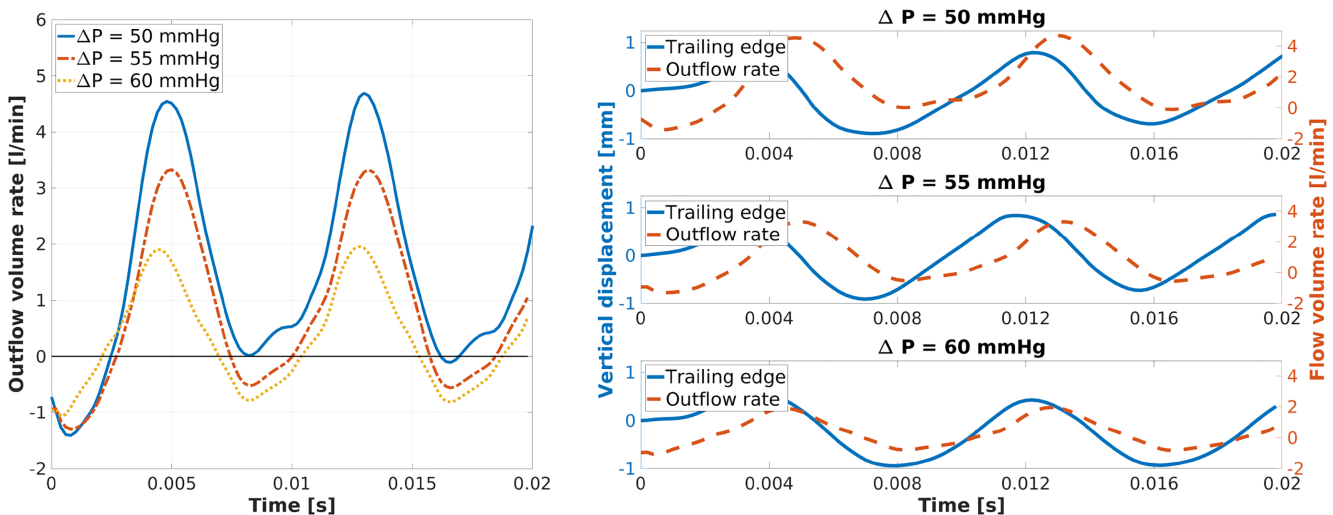 6
5
4
3
2
1
0
-1
-2
Outflow volume rate [l/min]
ΔP = 50 mmHg
ΔP = 55 mmHg
ΔP = 60 mmHg
0 0.005 0.01 0.015 0.02
Time [s]
Δ P = 50 mmHg
Trailing edge
Outflow rate
1
0
-1
4
2
0
-2
0 0.004 0.008 0.012 0.016 0.02
Δ P = 55 mmHg
Trailing edge
Outflow rate
1
0
-1
4
2
0
-2
0 0.004 0.008 0.012 0.016 0.02
Δ P = 60 mmHg
Trailing edge
Outflow rate
1
0
-1
4
2
0
-2
0 0.004 0.008 0.012 0.016 0.02
Time [s]
Vertical displacement [mm]
Flow volume rate [l/min]